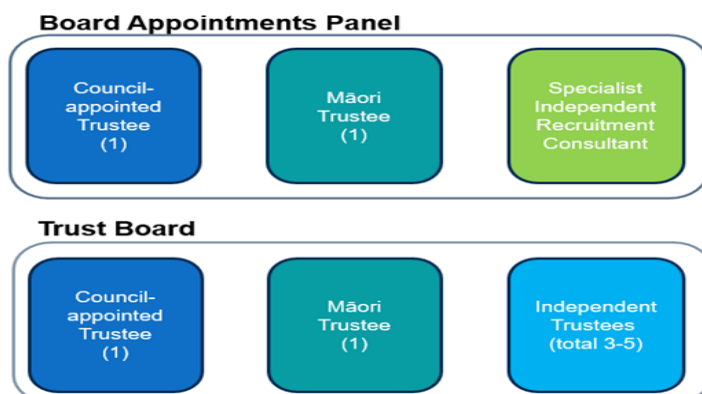 Board Appointments Panel
Council-
appointed
Trustee
(1)
Māori
Trustee
(1)
Specialist
Independent
Recruitment
Consultant
Trust Board
Council-
appointed
Trustee
(1)
Māori
Trustee
(1)
Independent
Trustees
(total 3-5)